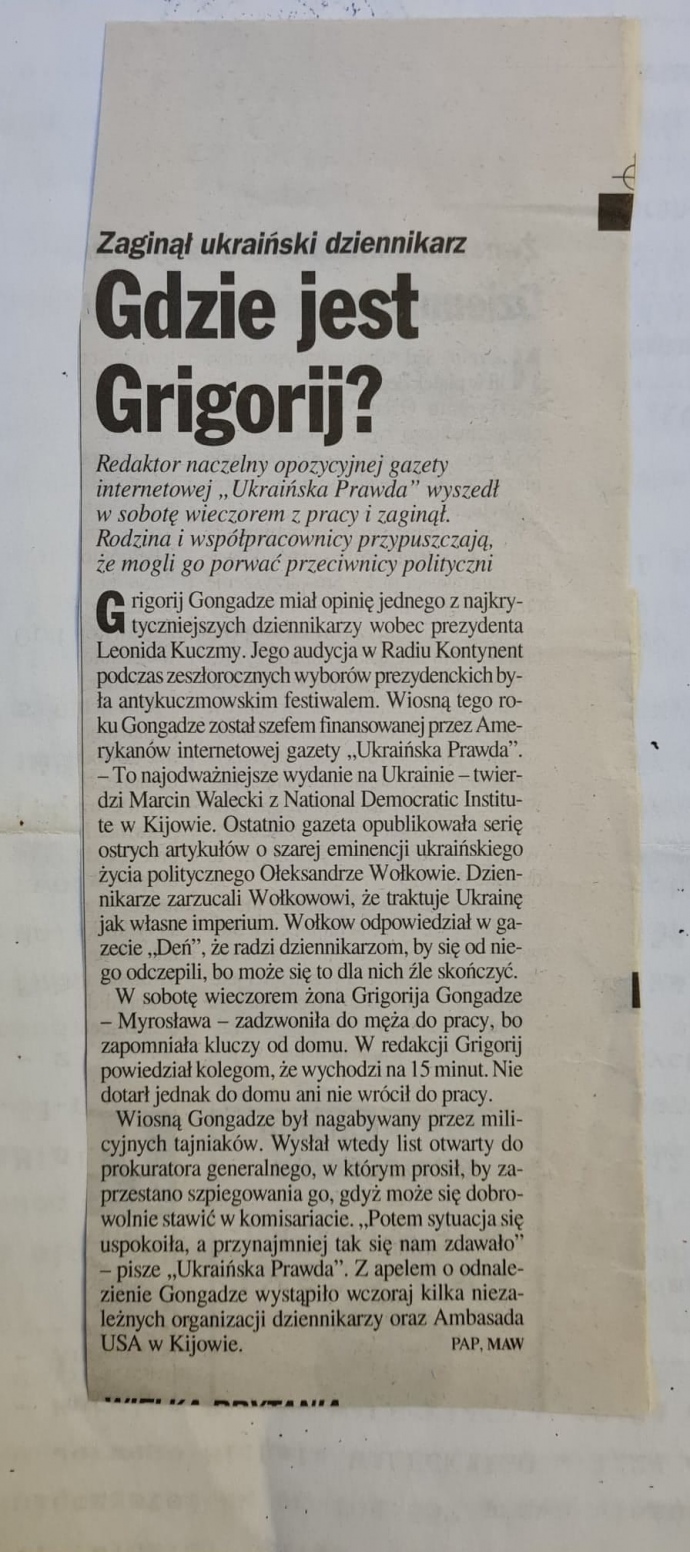 Zaginął ukraiński dziennikarz
Gdzie jest
Grigorij?
Redaktor naczelny opozycyjnej gazety
internetowej „Ukraińska Prawda” wyszedł
w sobotę wieczorem z pracy i zaginął.
Rodzina i współpracownicy przypuszczają,
że mogli go porwać przeciwnicy polityczni
Grigorij Gongadze miał opinię jednego z najkry-
tyczniejszych dziennikarzy wobec prezydenta
Leonida Kuczmy. Jego audycja w Radiu Kontynent
podczas zeszłorocznych wyborów prezydenckich by-
ła antykuczmowskim festiwalem. Wiosną tego ro-
ku Gongadze został szefem finansowanej przez Ame-
rykanów internetowej gazety „Ukraińska Prawda”.
– To najodważniejsze wydanie na Ukrainie – twier-
dzi Marcin Walecki z National Democratic Institu-
te w Kijowie. Ostatnio gazeta opublikowała serię
ostrych artykułów o szarej eminencji ukraińskiego
życia politycznego Ołeksandrze Wołkowie. Dzien-
nikarze zarzucali Wołkowowi, że traktuje Ukrainę
jak własne imperium. Wołkow odpowiedział w ga-
zecie „Deń”, że radzi dziennikarzom, by się od nie-
go odczepili, bo może się to dla nich źle skończyć.
W sobotę wieczorem żona Grigorija Gongadze
– Myrosława – zadzwoniła do męża do pracy, bo
zapomniała kluczy od domu. W redakcji Grigorij
powiedział kolegom, że wychodzi na 15 minut. Nie
dotarł jednak do domu ani nie wrócił do pracy.
Wiosną Gongadze był nagabywany przez mili-
cyjnych tajniaków. Wysłał wtedy list otwarty do
prokuratora generalnego, w którym prosił, by za-
przestano szpiegowania go, gdyż może się dobro-
wolnie stawić w komisariacie. „Potem sytuacja się
uspokoiła, a przynajmniej tak się nam zdawało”
– pisze „Ukraińska Prawda”. Z apelem o odnale-
zienie Gongadze wystąpiło wczoraj kilka nieza-
leżnych organizacji dziennikarzy oraz Ambasada
USA w Kijowie. PAP, MAW
WIELKA BRYTANIA